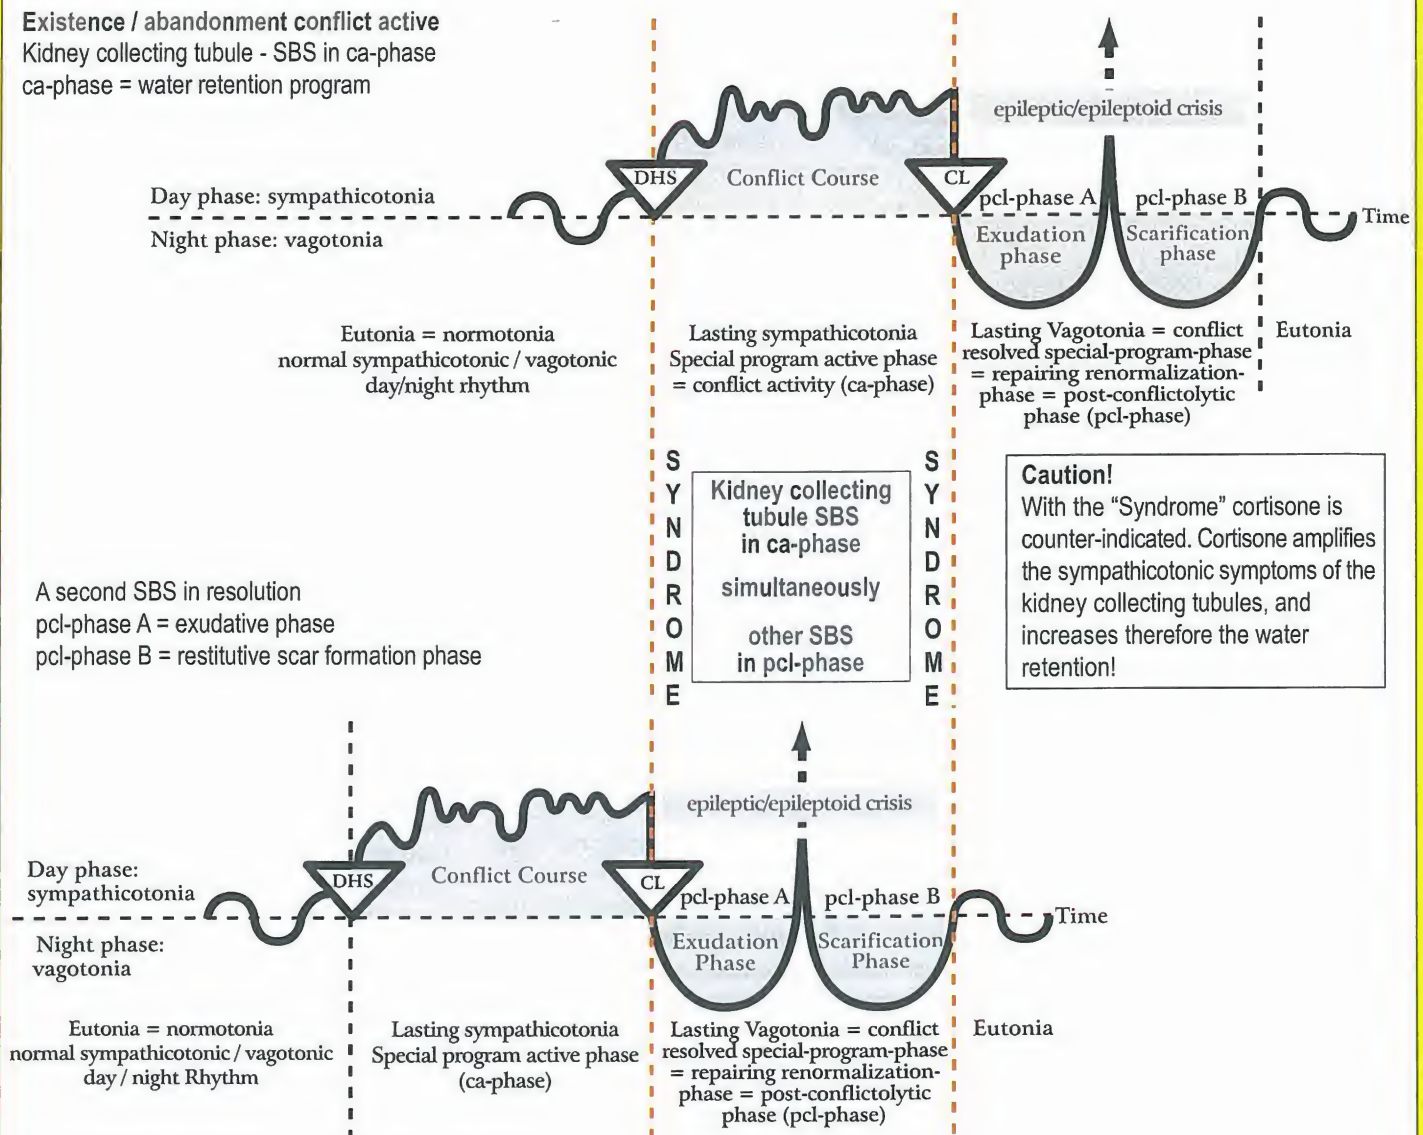 Existence / abandonment conflict active
Kidney collecting tubule - SBS in ca-phase
ca-phase = water retention program
epileptic/epileptoid crisis
DHS
Conflict Course
CL
Day phase: sympathicotonia
pcl-phase A
pcl-phase B
Time
Night phase: vagotonia
Exudation
phase
Scarification
phase
Eutonia = normotonia
normal sympathicotonic / vagotonic
day/night rhythm
Lasting sympathicotonia
Special program active phase
= conflict activity (ca-phase)
Lasting Vagotonia = conflict
resolved special-program-phase
= repairing renormalization-
phase = post-conflictolytic
phase (pcl-phase)
Eutonia
SYNDROME
Kidney collecting
tubule SBS
in ca-phase
simultaneously
other SBS
in pcl-phase
SYNDROME
Caution!
With the “Syndrome” cortisone is
counter-indicated. Cortisone amplifies
the sympathicotonic symptoms of the
kidney collecting tubules, and
increases therefore the water
retention!
A second SBS in resolution
pcl-phase A = exudative phase
pcl-phase B = restitutive scar formation phase
epileptic/epileptoid crisis
Day phase:
sympathicotonia
DHS
Conflict Course
CL
pcl-phase A
pcl-phase B
Time
Night phase:
vagotonia
Exudation
Phase
Scarification
Phase
Eutonia = normotonia
normal sympathicotonic / vagotonic
day / night Rhythm
Lasting sympathicotonia
Special program active phase
(ca-phase)
Lasting Vagotonia = conflict
resolved special-program-phase
= repairing renormalization-
phase = post-conflictolytic
phase (pcl-phase)
Eutonia